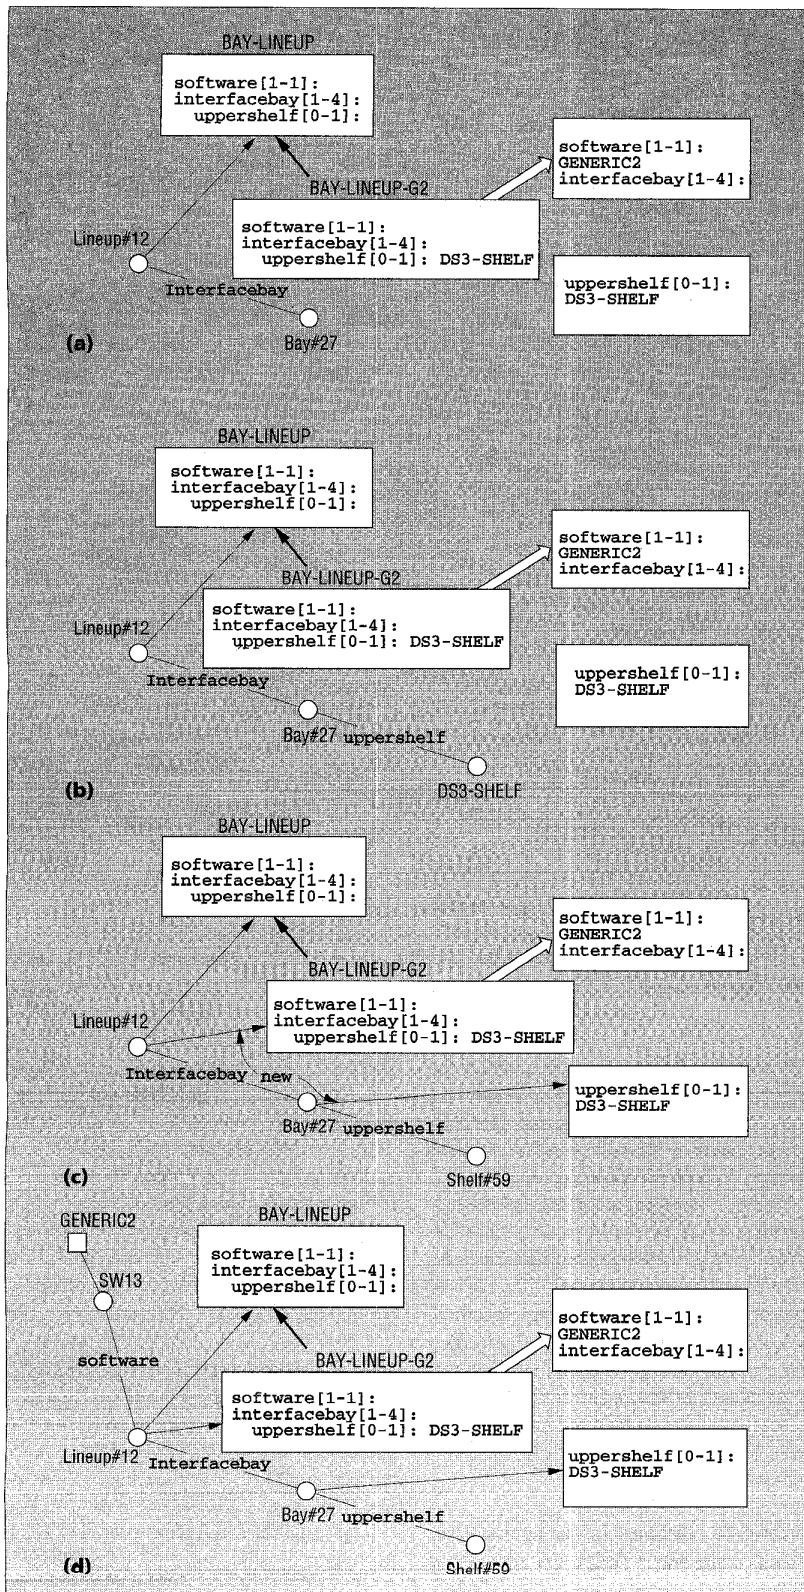 BAY-LINEUP
software[1-1]:
interfacebay[1-4]:
uppershelf[0-1]:
software[1-1]:
GENERIC2
interfacebay[1-4]:
BAY-LINEUP-G2
software[1-1]:
interfacebay[1-4]:
uppershelf[0-1]: DS3-SHELF
Lineup#12
Interfacebay
uppershelf[0-1]:
DS3-SHELF
Bay#27
(a)
BAY-LINEUP
software[1-1]:
interfacebay[1-4]:
uppershelf[0-1]:
software[1-1]:
GENERIC2
interfacebay[1-4]:
BAY-LINEUP-G2
software[1-1]:
interfacebay[1-4]:
uppershelf[0-1]: DS3-SHELF
Lineup#12
Interfacebay
uppershelf[0-1]:
DS3-SHELF
Bay#27 uppershelf
DS3-SHELF
(b)
BAY-LINEUP
software[1-1]:
interfacebay[1-4]:
uppershelf[0-1]:
software[1-1]:
GENERIC2
interfacebay[1-4]:
BAY-LINEUP-G2
software[1-1]:
interfacebay[1-4]:
uppershelf[0-1]: DS3-SHELF
Lineup#12
Interfacebay new
uppershelf[0-1]:
DS3-SHELF
Bay#27 uppershelf
Shelf#59
(c)
GENERIC2
BAY-LINEUP
software[1-1]:
interfacebay[1-4]:
uppershelf[0-1]:
SW13
software
software[1-1]:
GENERIC2
interfacebay[1-4]:
BAY-LINEUP-G2
software[1-1]:
interfacebay[1-4]:
uppershelf[0-1]: DS3-SHELF
Lineup#12
Interfacebay
uppershelf[0-1]:
DS3-SHELF
Bay#27 uppershelf
Shelf#59
(d)